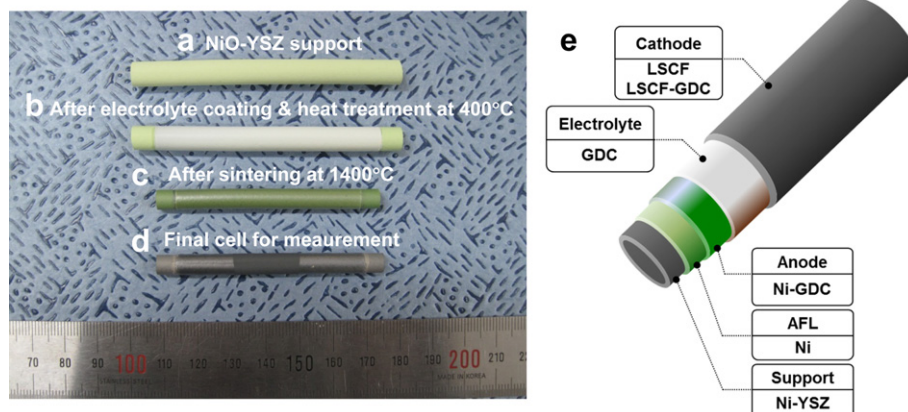 a
NiO-YSZ support
b After electrolyte coating & heat treatment at 400°C
c After sintering at 1400°C
d Final cell for meaurement
70 80 90 100 110 120 130 140 150 160 170 180 190 200 210
e
Cathode
LSCF
LSCF-GDC
Electrolyte
GDC
Anode
Ni-GDC
AFL
Ni
Support
Ni-YSZ